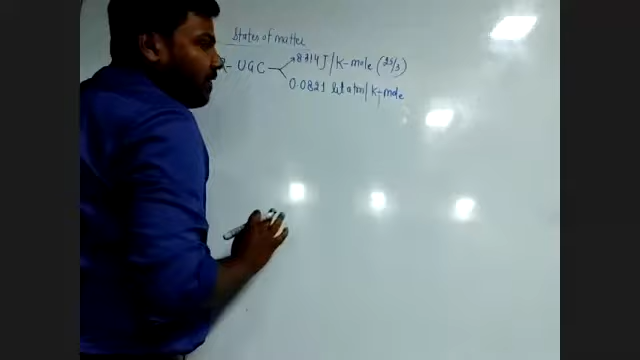 States of matter
R- UGC 8.314 J/K-mole (25/3)
0.0821 lit atm/K-mole